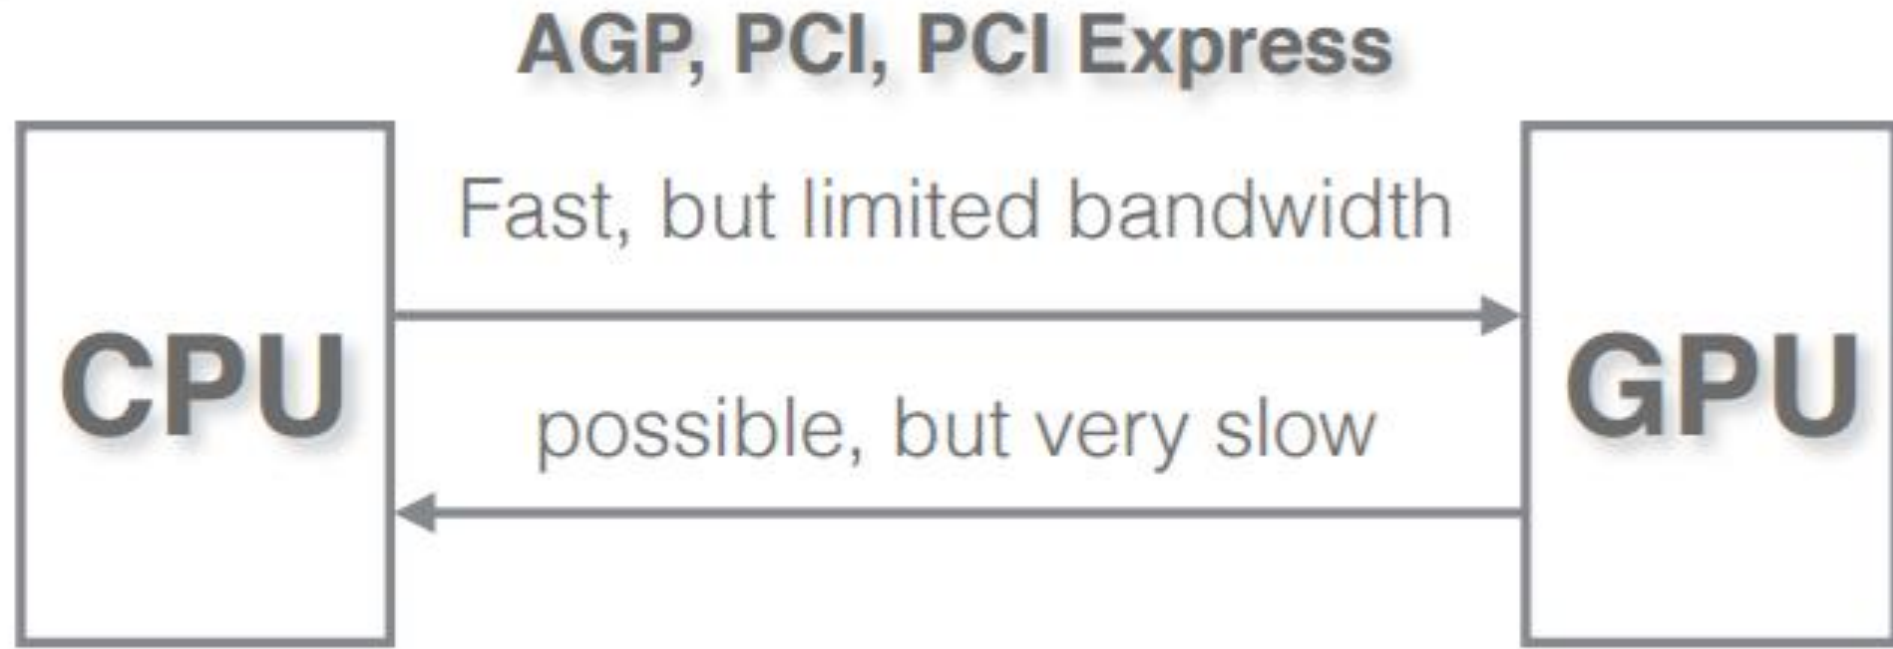 AGP, PCI, PCI Express
Fast, but limited bandwidth
CPU
GPU
possible, but very slow